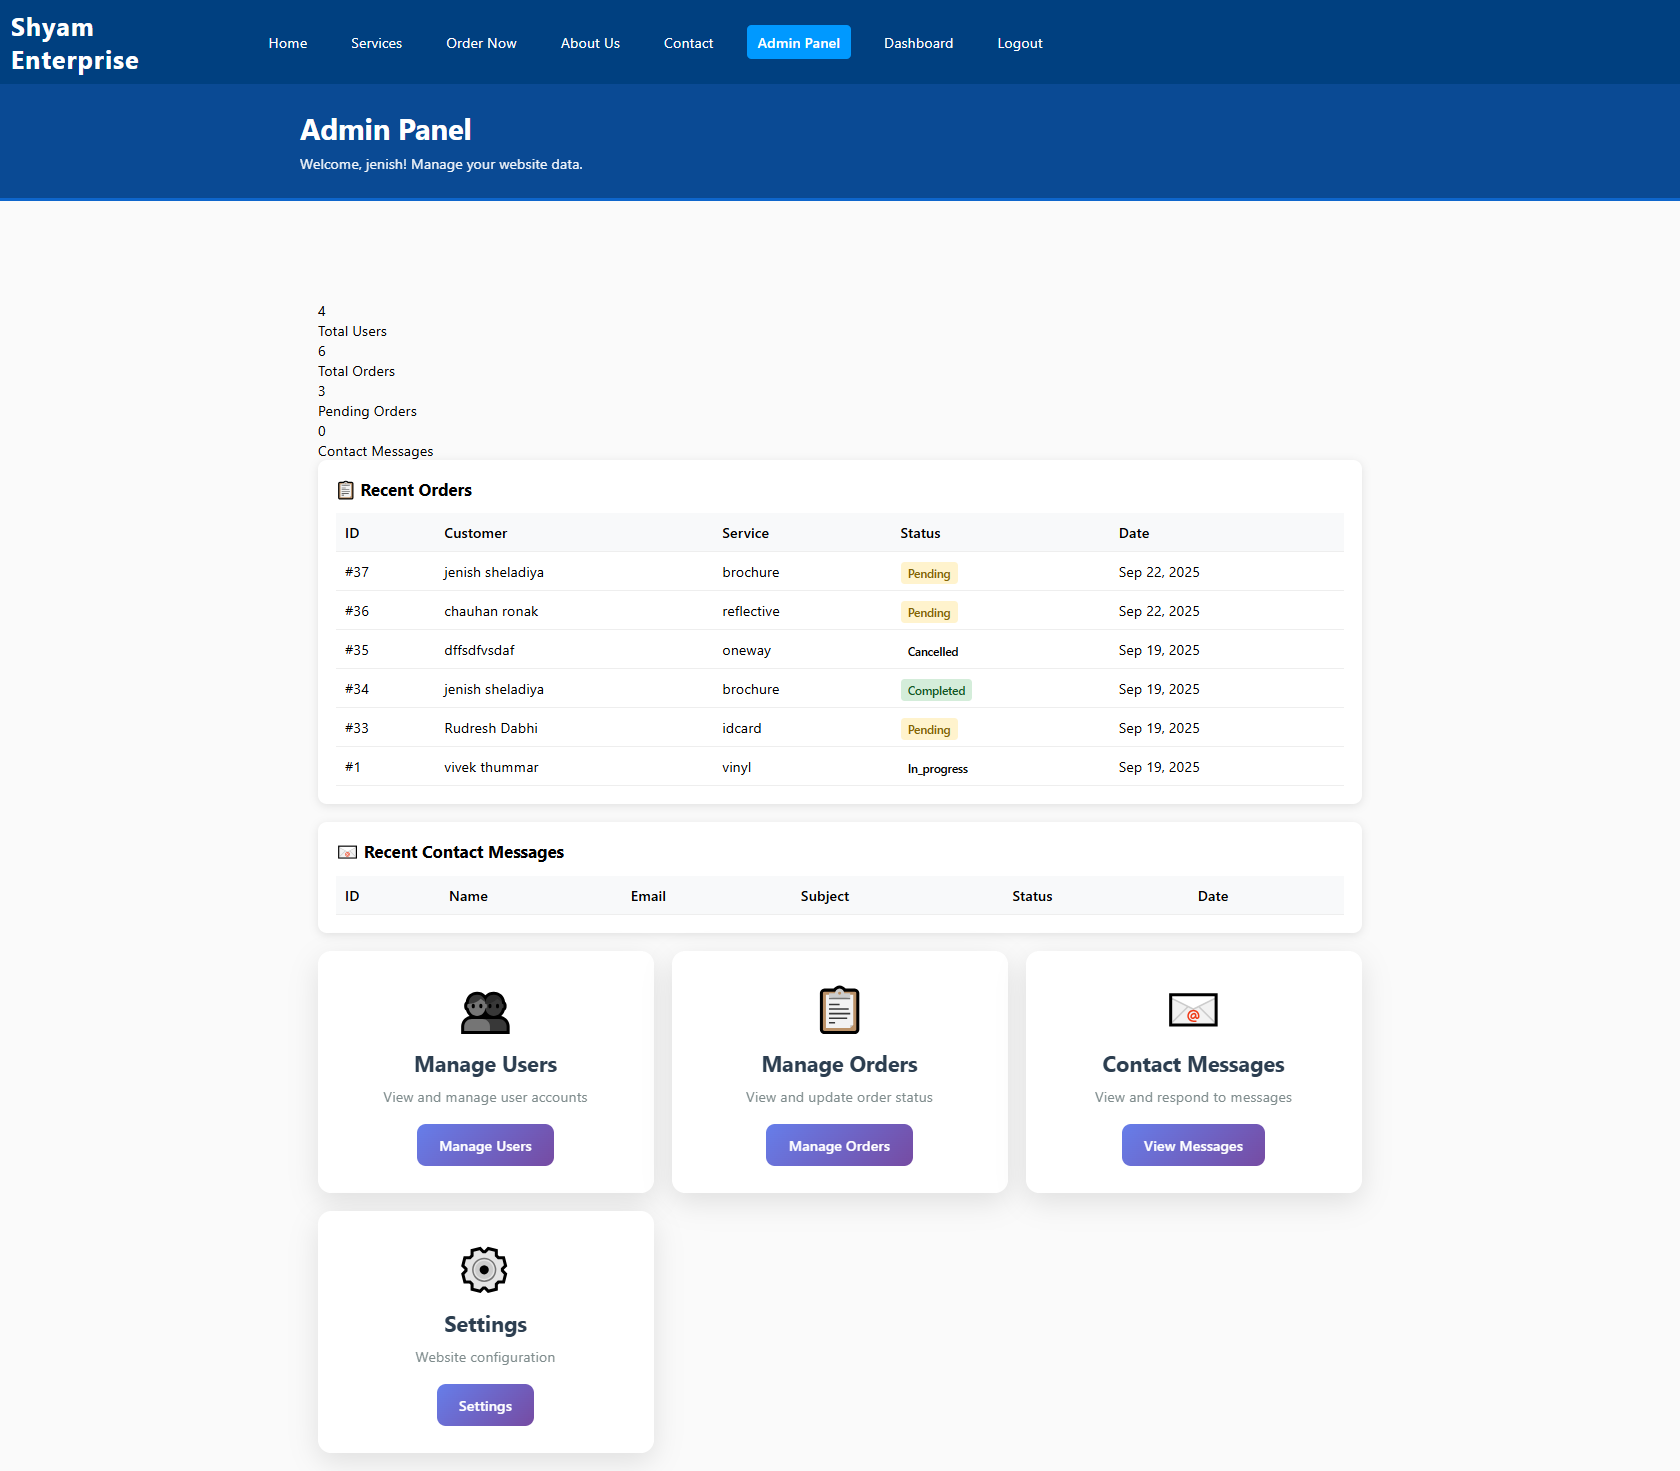 Shyam
Enterprise
Home Services Order Now About Us Contact Admin Panel Dashboard Logout
Admin Panel
Welcome, jenish! Manage your website data.
4
Total Users
6
Total Orders
3
Pending Orders
0
Contact Messages
Recent Orders
ID Customer Service Status Date
#37 jenish sheladiya brochure Pending Sep 22, 2025
#36 chauhan ronak reflective Pending Sep 22, 2025
#35 dffsdfvsdaf oneway Cancelled Sep 19, 2025
#34 jenish sheladiya brochure Completed Sep 19, 2025
#33 Rudresh Dabhi idcard Pending Sep 19, 2025
#1 vivek thummar vinyl In_progress Sep 19, 2025
Recent Contact Messages
ID Name Email Subject Status Date
Manage Users
View and manage user accounts
Manage Users
Manage Orders
View and update order status
Manage Orders
Contact Messages
View and respond to messages
View Messages
Settings
Website configuration
Settings